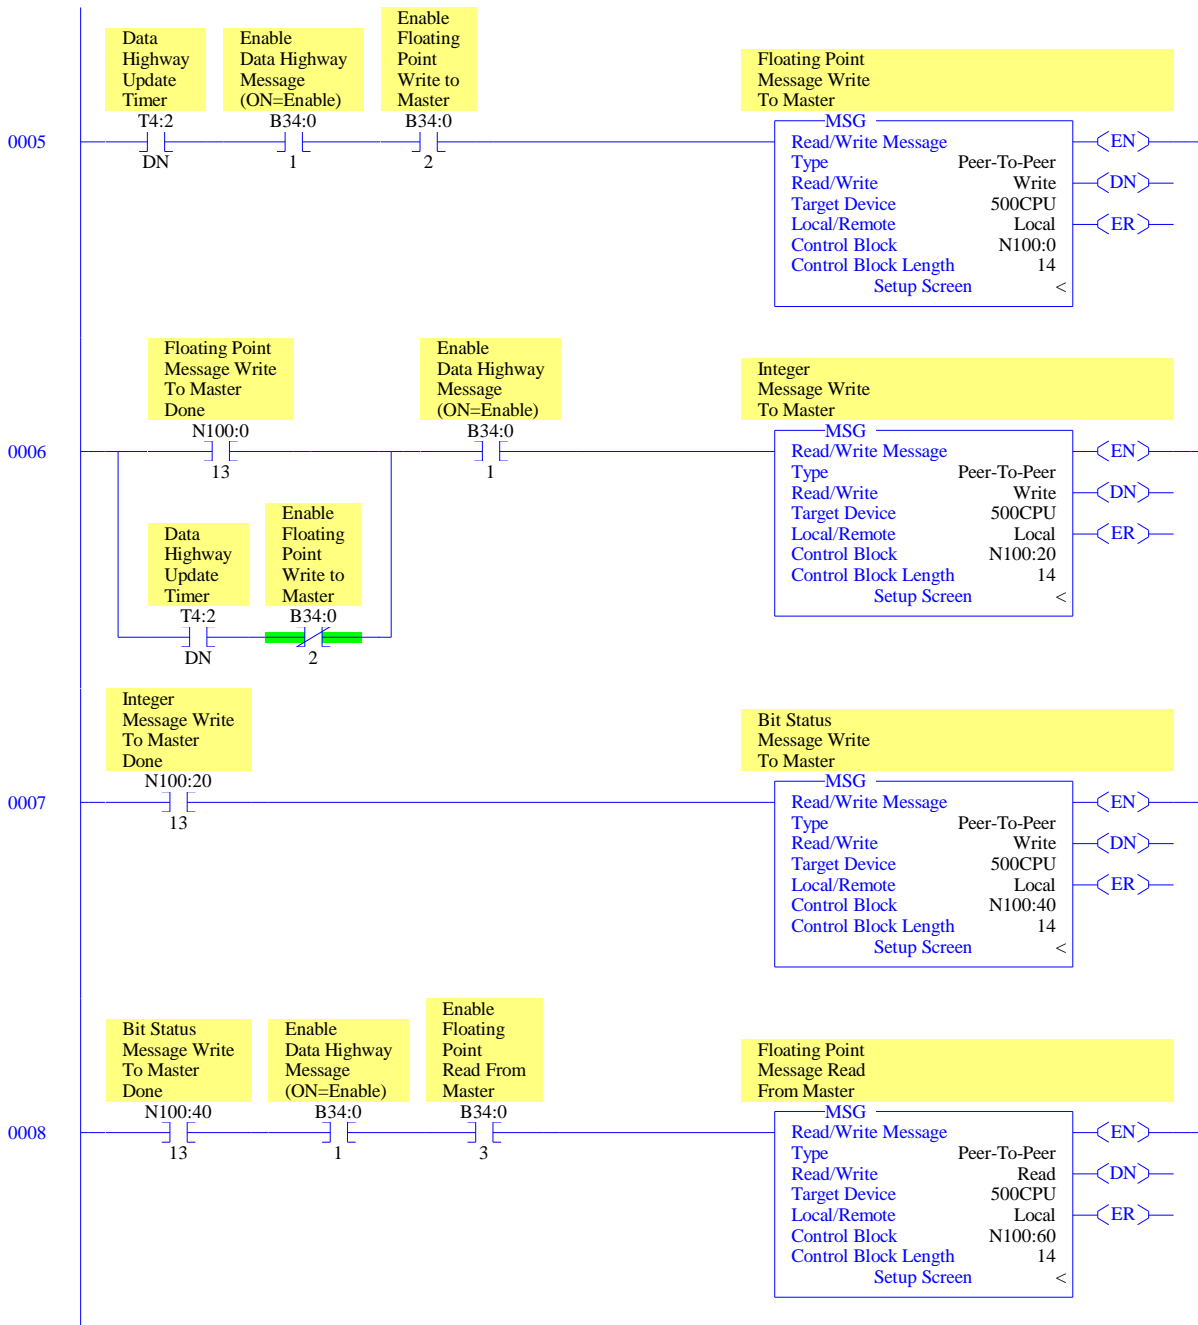 Data
Highway
Update
Timer
Enable
Data Highway
Message
(ON=Enable)
Enable
Floating
Point
Write to
Master
Floating Point
Message Write
To Master
0005
T4:2
DN
B34:0
1
B34:0
2
MSG
Read/Write Message
Type Peer-To-Peer
Read/Write Write
Target Device 500CPU
Local/Remote Local
Control Block N100:0
Control Block Length 14
Setup Screen <
EN
DN
ER
Floating Point
Message Write
To Master
Done
Enable
Data Highway
Message
(ON=Enable)
Integer
Message Write
To Master
0006
N100:0
13
B34:0
1
Data
Highway
Update
Timer
T4:2
DN
Enable
Floating
Point
Write to
Master
B34:0
2
MSG
Read/Write Message
Type Peer-To-Peer
Read/Write Write
Target Device 500CPU
Local/Remote Local
Control Block N100:20
Control Block Length 14
Setup Screen <
EN
DN
ER
Integer
Message Write
To Master
Done
Bit Status
Message Write
To Master
0007
N100:20
13
MSG
Read/Write Message
Type Peer-To-Peer
Read/Write Write
Target Device 500CPU
Local/Remote Local
Control Block N100:40
Control Block Length 14
Setup Screen <
EN
DN
ER
Bit Status
Message Write
To Master
Done
Enable
Data Highway
Message
(ON=Enable)
Enable
Floating
Point
Read From
Master
Floating Point
Message Read
From Master
0008
N100:40
13
B34:0
1
B34:0
3
MSG
Read/Write Message
Type Peer-To-Peer
Read/Write Read
Target Device 500CPU
Local/Remote Local
Control Block N100:60
Control Block Length 14
Setup Screen <
EN
DN
ER